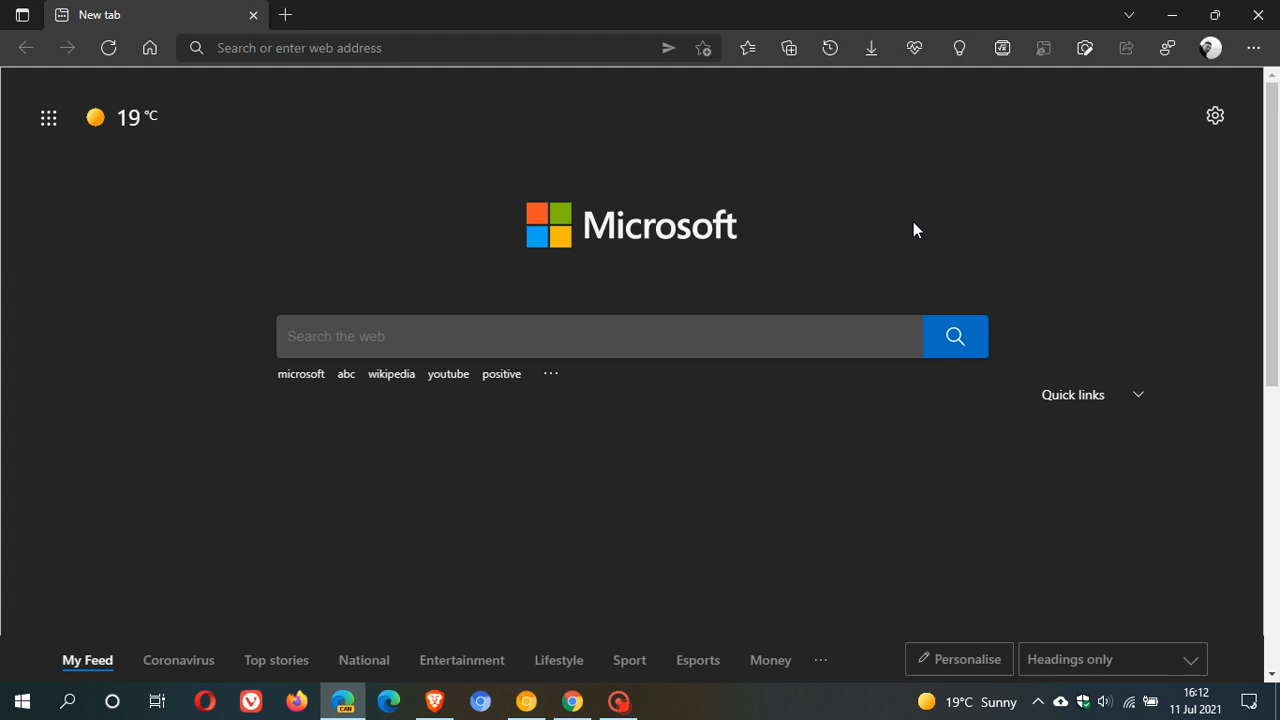 New tab
Search or enter web address
19 °C
Microsoft
Search the web
microsoft abc wikipedia youtube positive ...
Quick links
My Feed Coronavirus Top stories National Entertainment Lifestyle Sport Esports Money ... Personalise Headings only
CAN
19°C Sunny
16:12
11 Jul 2021